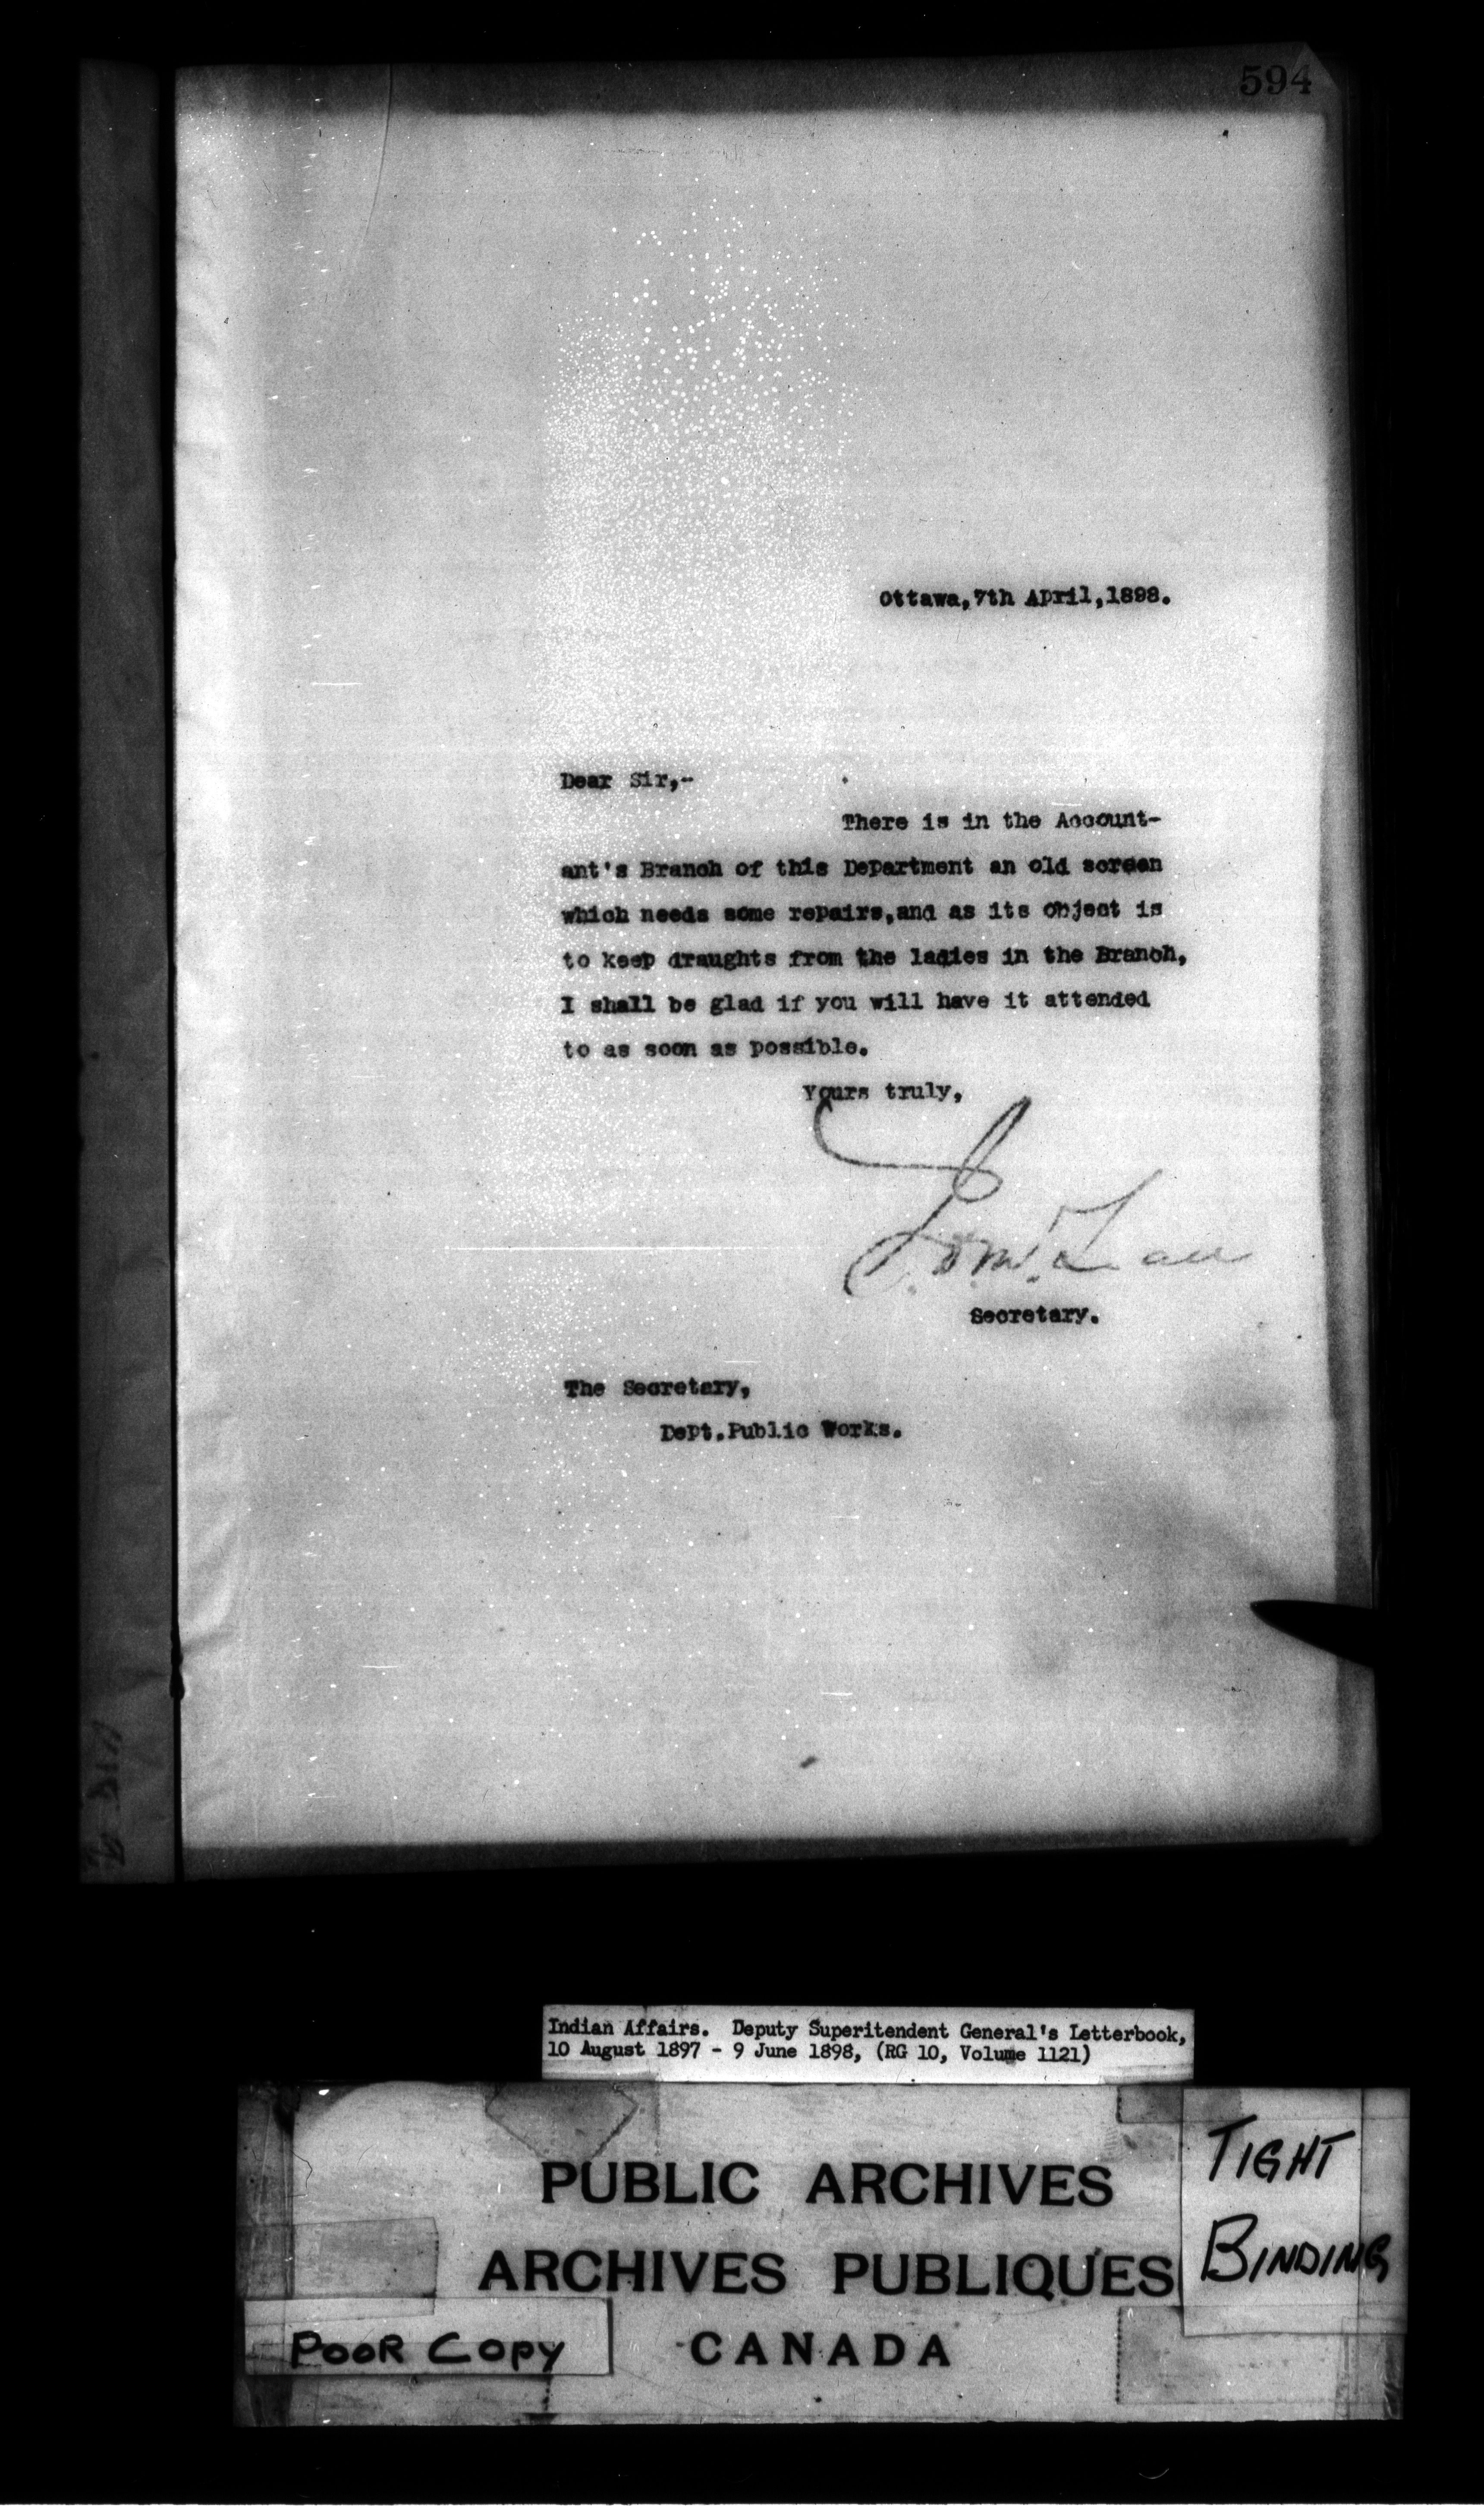 594
Ottawa,7th April,1898.
Dear Sir,-
There is in the Account-
ant's Branch of this Department an old screen
which needs some repairs,and as its object is
to keep draughts from the ladies in the Branch,
I shall be glad if you will have it attended
to as soon as possible.
Yours truly,
Secretary.
The Secretary,
Dept.Public Works.
Indian Affairs. Deputy Superitendent General's Letterbook,
10 August 1897 - 9 June 1898, (RG 10, Volume 1121)
PUBLIC ARCHIVES
ARCHIVES PUBLIQUES
CANADA
TIGHT
BINDING
POOR COPY